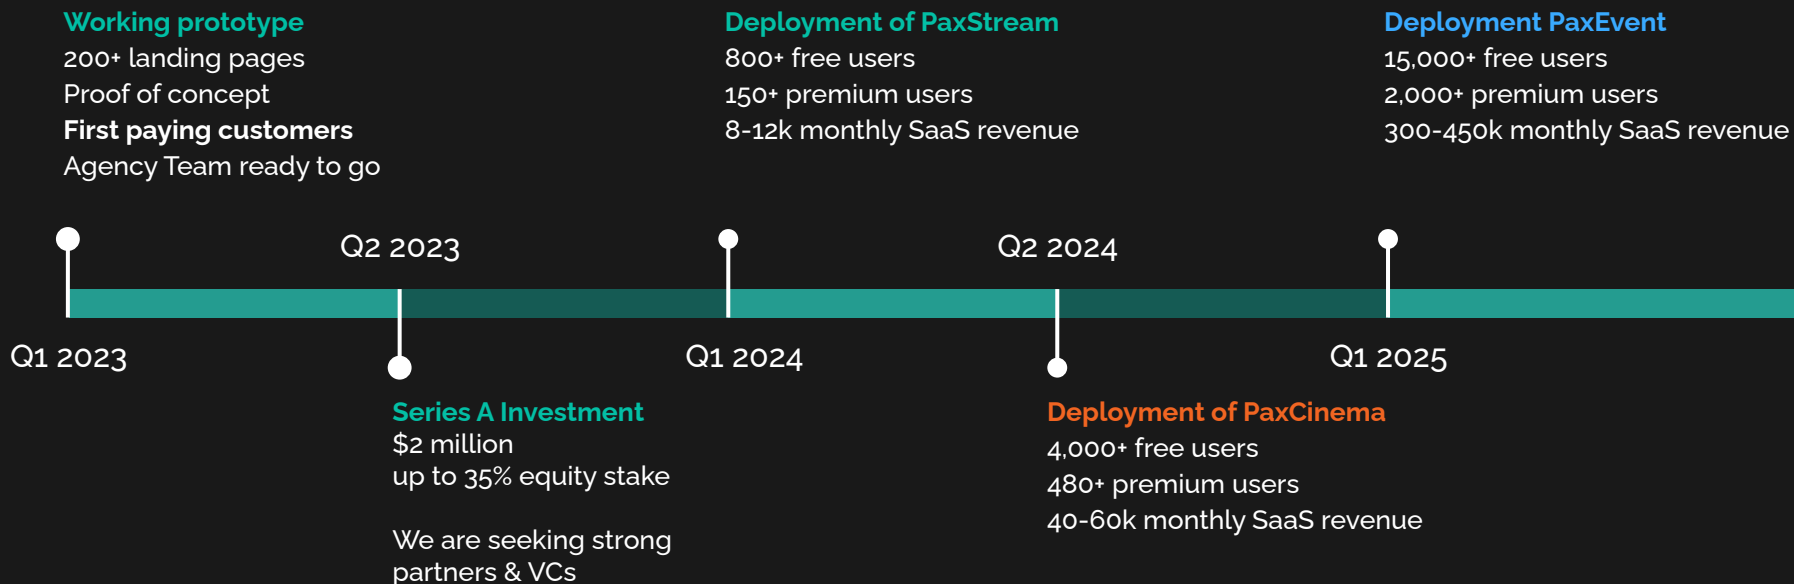 Working prototype
200+ landing pages
Proof of concept
First paying customers
Agency Team ready to go
Deployment of PaxStream
800+ free users
150+ premium users
8-12k monthly SaaS revenue
Deployment PaxEvent
15,000+ free users
2,000+ premium users
300-450k monthly SaaS revenue
Q2 2023
Q2 2024
Q1 2023
Q1 2024
Q1 2025
Series A Investment
$2 million
up to 35% equity stake
We are seeking strong
partners & VCs
Deployment of PaxCinema
4,000+ free users
480+ premium users
40-60k monthly SaaS revenue